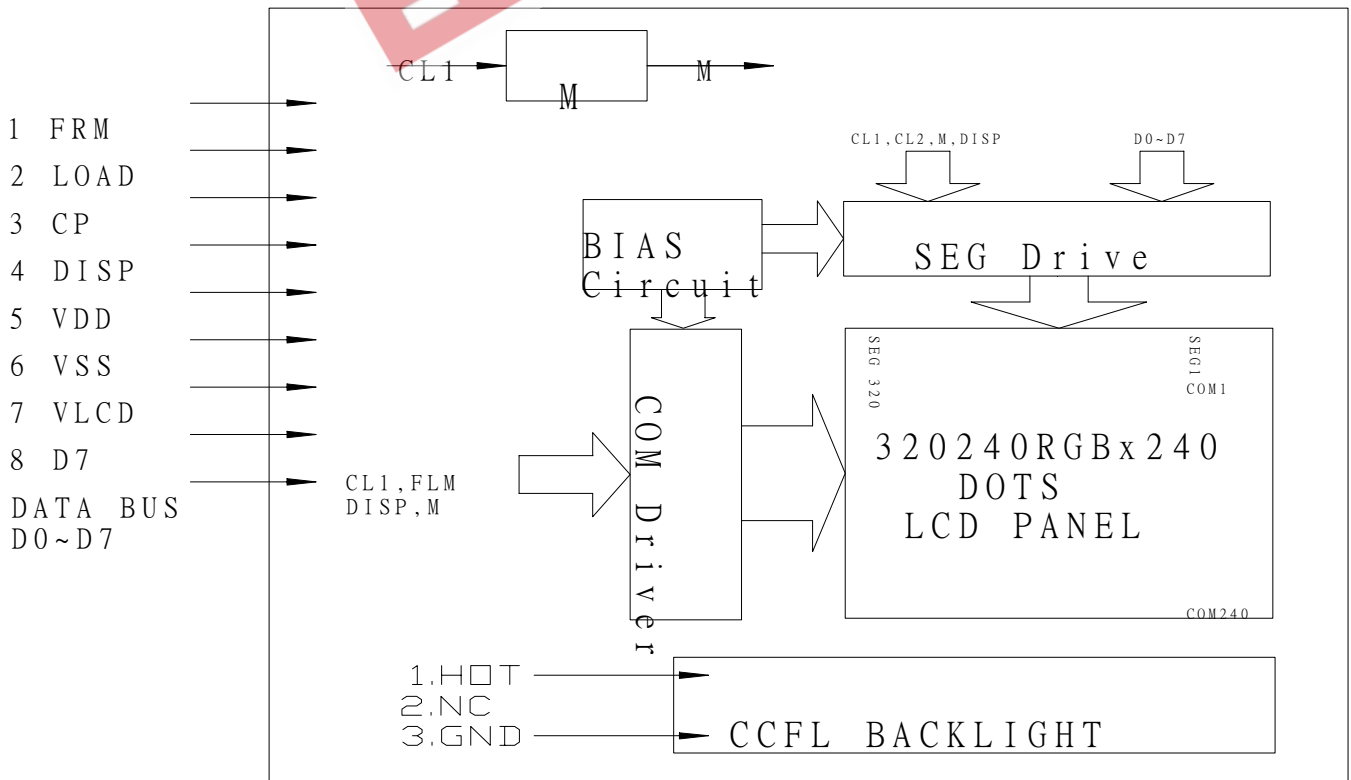 CL1
M
M
1 FRM
2 LOAD
3 CP
4 DISP
5 VDD
6 VSS
7 VLCD
8 D7
DATA BUS
D0~D7
CL1,CL2,M,DISP
D0~D7
BIAS
Circuit
SEG Drive
COM Driver
CL1,FLM
DISP,M
SEG 320
SEG1
COM1
320240RGBx240
DOTS
LCD PANEL
COM240
1.HOT
2.NC
3.GND
CCFL BACKLIGHT